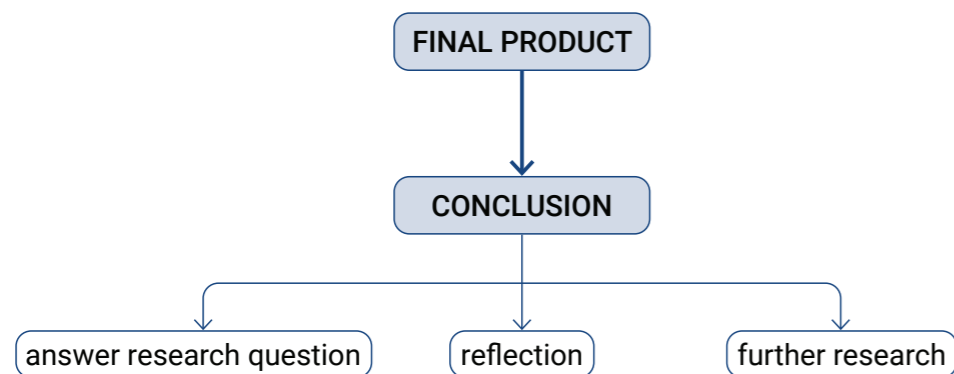 FINAL PRODUCT
CONCLUSION
answer research question
reflection
further research